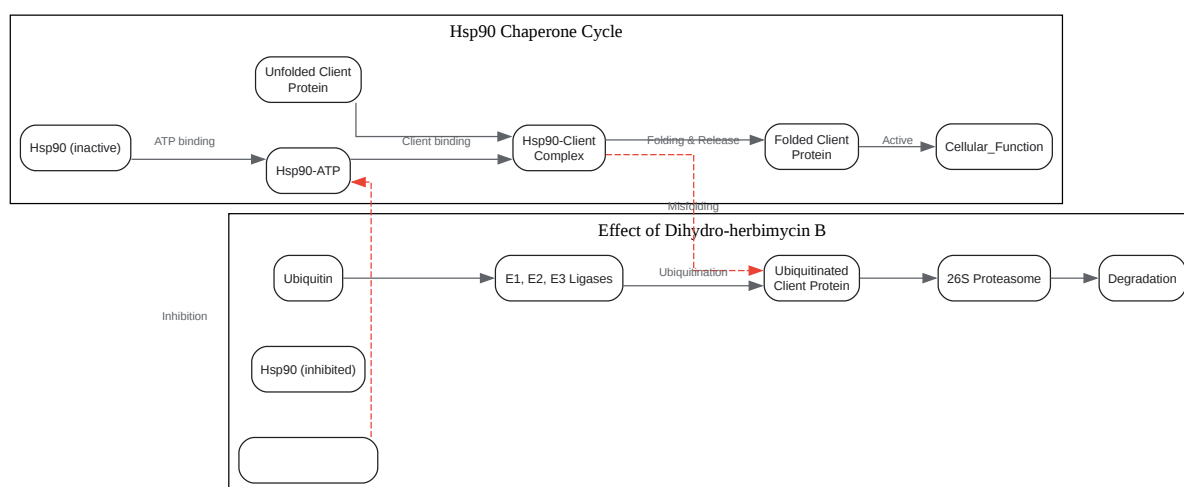 Hsp90 Chaperone Cycle
Unfolded Client
Protein
Hsp90 (inactive)
ATP binding
Hsp90-ATP
Client binding
Hsp90-Client
Complex
Folding & Release
Folded Client
Protein
Active
Cellular_Function
Misfolding
Effect of Dihydro-herbimycin B
Ubiquitin
E1, E2, E3 Ligases
Ubiquitination
Ubiquitinated
Client Protein
26S Proteasome
Degradation
Inhibition
Hsp90 (inhibited)